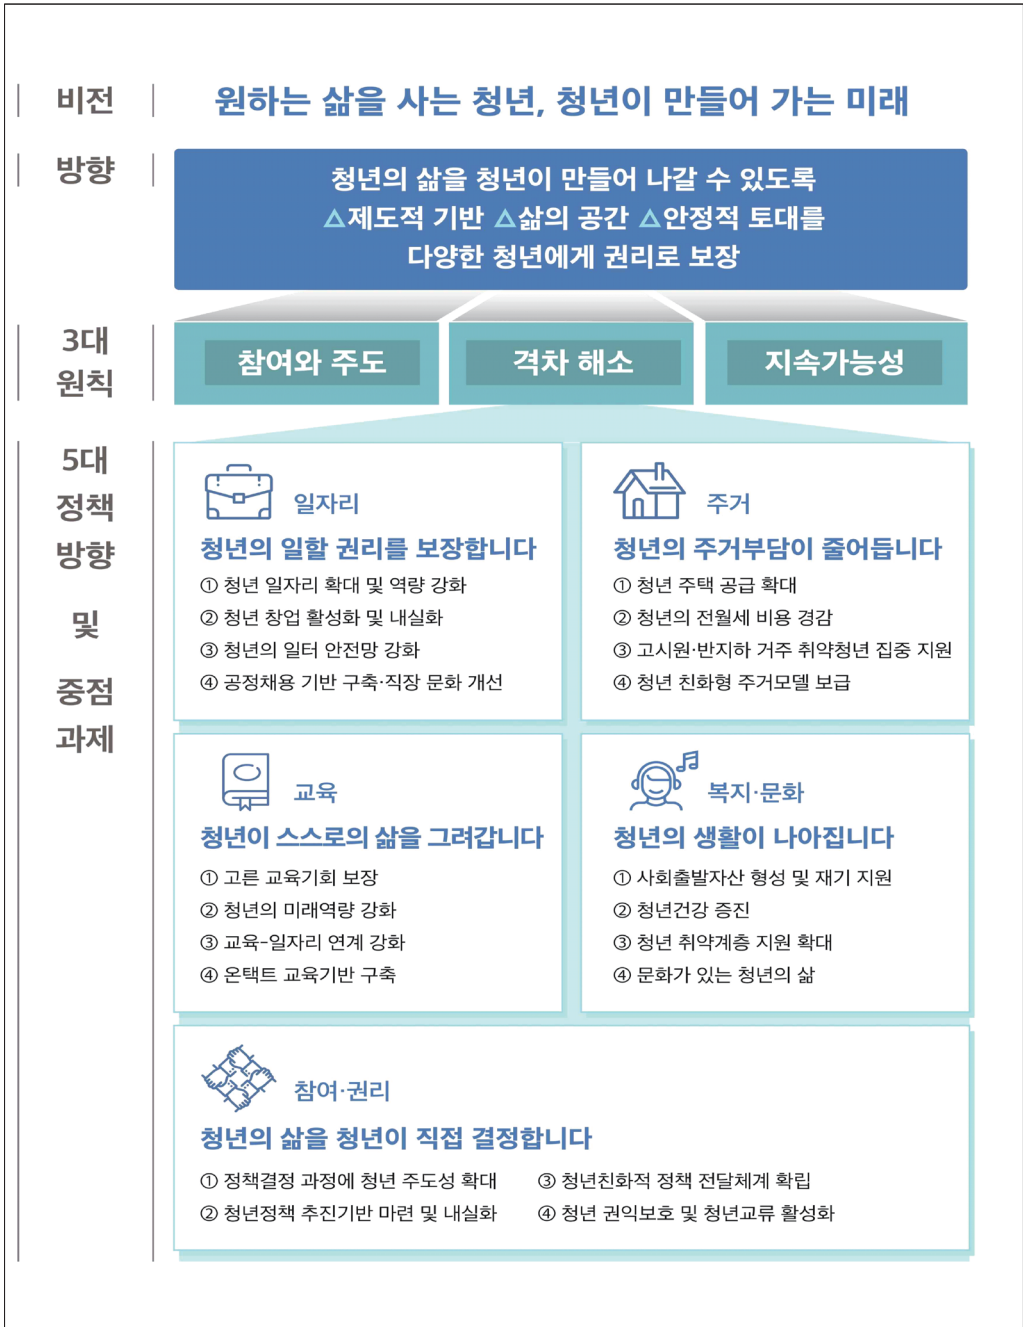 비전
원하는 삶을 사는 청년, 청년이 만들어 가는 미래
방향
청년의 삶을 청년이 만들어 나갈 수 있도록
△제도적 기반 △삶의 공간 △안정적 토대를
다양한 청년에게 권리로 보장
3대
원칙
참여와 주도
격차 해소
지속가능성
5대
정책
방향
및
중점
과제
일자리
청년의 일할 권리를 보장합니다
① 청년 일자리 확대 및 역량 강화
② 청년 창업 활성화 및 내실화
③ 청년의 일터 안전망 강화
④ 공정채용 기반 구축·직장 문화 개선
주거
청년의 주거부담이 줄어듭니다
① 청년 주택 공급 확대
② 청년의 전월세 비용 경감
③ 고시원·반지하 거주 취약청년 집중 지원
④ 청년 친화형 주거모델 보급
교육
청년이 스스로의 삶을 그려갑니다
① 고른 교육기회 보장
② 청년의 미래역량 강화
③ 교육-일자리 연계 강화
④ 온택트 교육기반 구축
복지·문화
청년의 생활이 나아집니다
① 사회출발자산 형성 및 재기 지원
② 청년건강 증진
③ 청년 취약계층 지원 확대
④ 문화가 있는 청년의 삶
참여·권리
청년의 삶을 청년이 직접 결정합니다
① 정책결정 과정에 청년 주도성 확대
② 청년정책 추진기반 마련 및 내실화
③ 청년친화적 정책 전달체계 확립
④ 청년 권익보호 및 청년교류 활성화